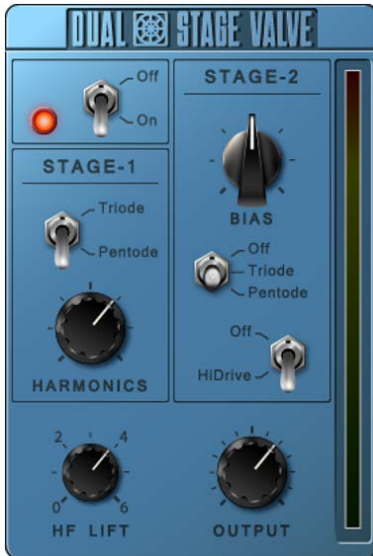 DUAL STAGE VALVE
Off
On
STAGE-1
Triode
Pentode
HARMONICS
STAGE-2
BIAS
Off
Triode
Pentode
Off
HiDrive
2 4
0 6
HF LIFT
OUTPUT